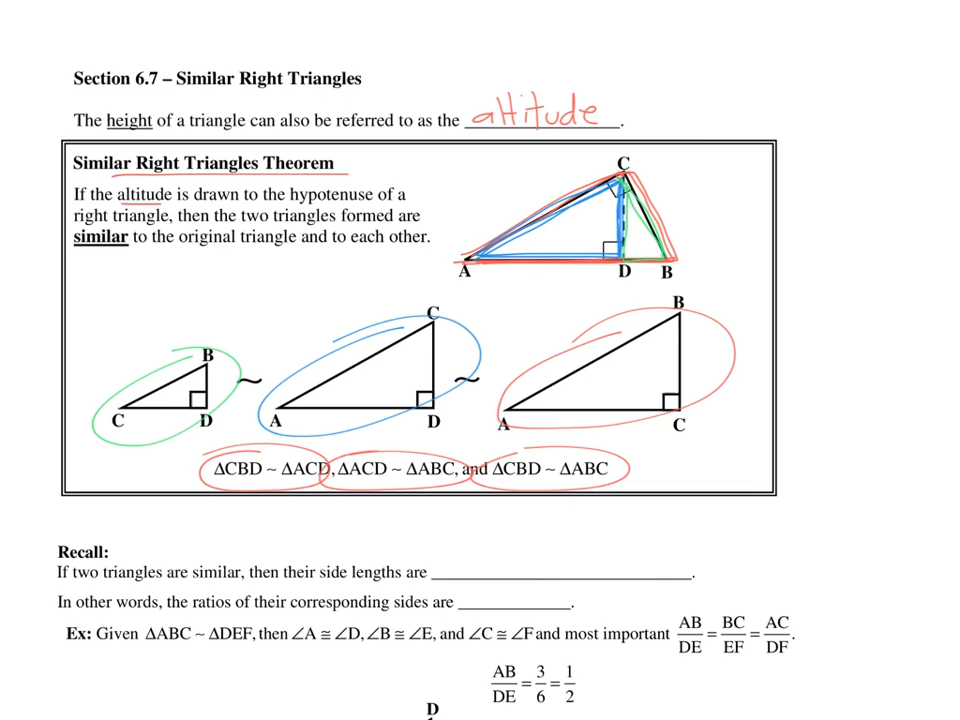 Section 6.7 – Similar Right Triangles
The height of a triangle can also be referred to as the altitude.
Similar Right Triangles Theorem
If the altitude is drawn to the hypotenuse of a
right triangle, then the two triangles formed are
similar to the original triangle and to each other.
C
A D B
B
C D
~
C
A D
~
B
A C
ΔCBD ~ ΔACD, ΔACD ~ ΔABC, and ΔCBD ~ ΔABC
Recall:
If two triangles are similar, then their side lengths are ______________________________.
In other words, the ratios of their corresponding sides are _____________.
Ex: Given ΔABC ~ ΔDEF, then ∠A ≅ ∠D, ∠B ≅ ∠E, and ∠C ≅ ∠F and most important AB/DE = BC/EF = AC/DF.
AB/DE = 3/6 = 1/2
D